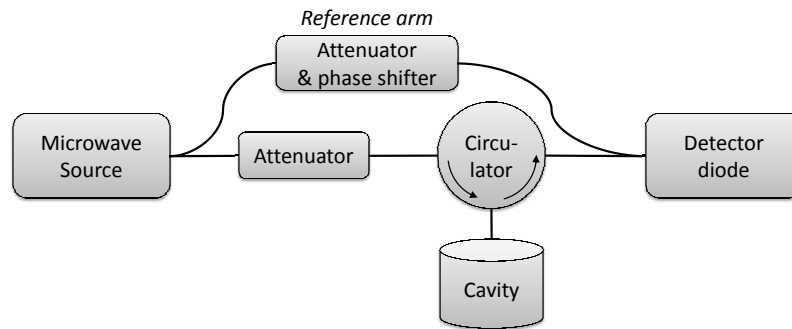 Reference arm
Attenuator
& phase shifter
Microwave
Source
Attenuator
Circu-
lator
Detector
diode
Cavity